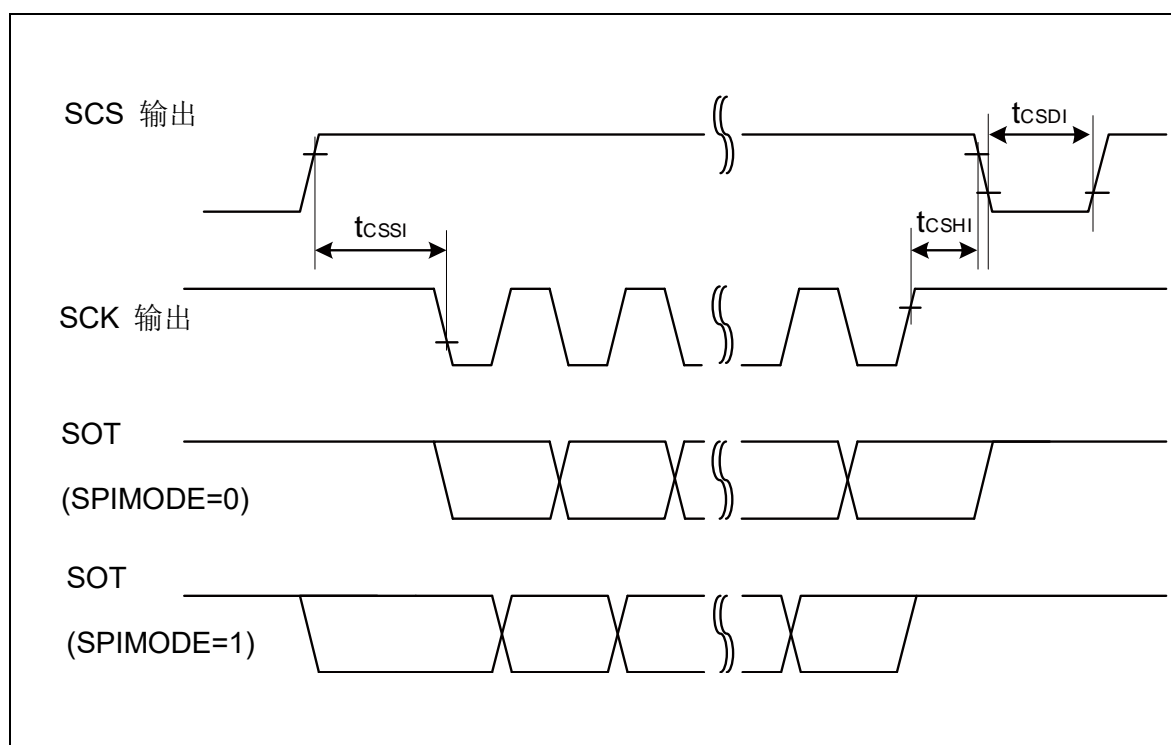 SCS 输出
tCSDI
tCSSI
tCSHI
SCK 输出
SOT
(SPIMODE=0)
SOT
(SPIMODE=1)